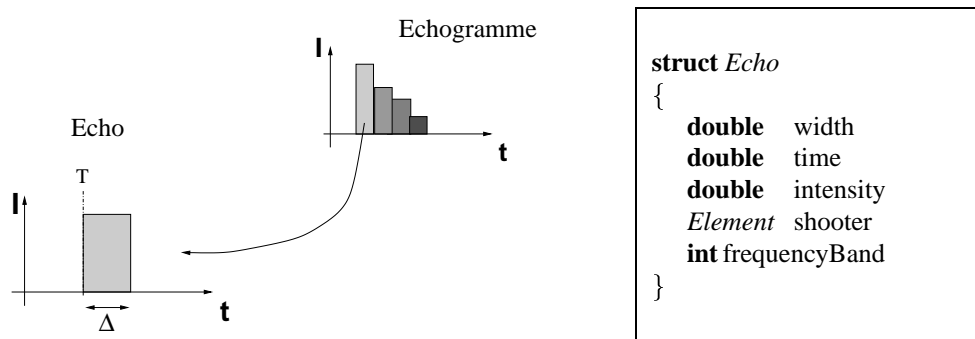 Echogramme
I
t
Echo
T
I
t
Δ
struct Echo
{
double width
double time
double intensity
Element shooter
int frequencyBand
}